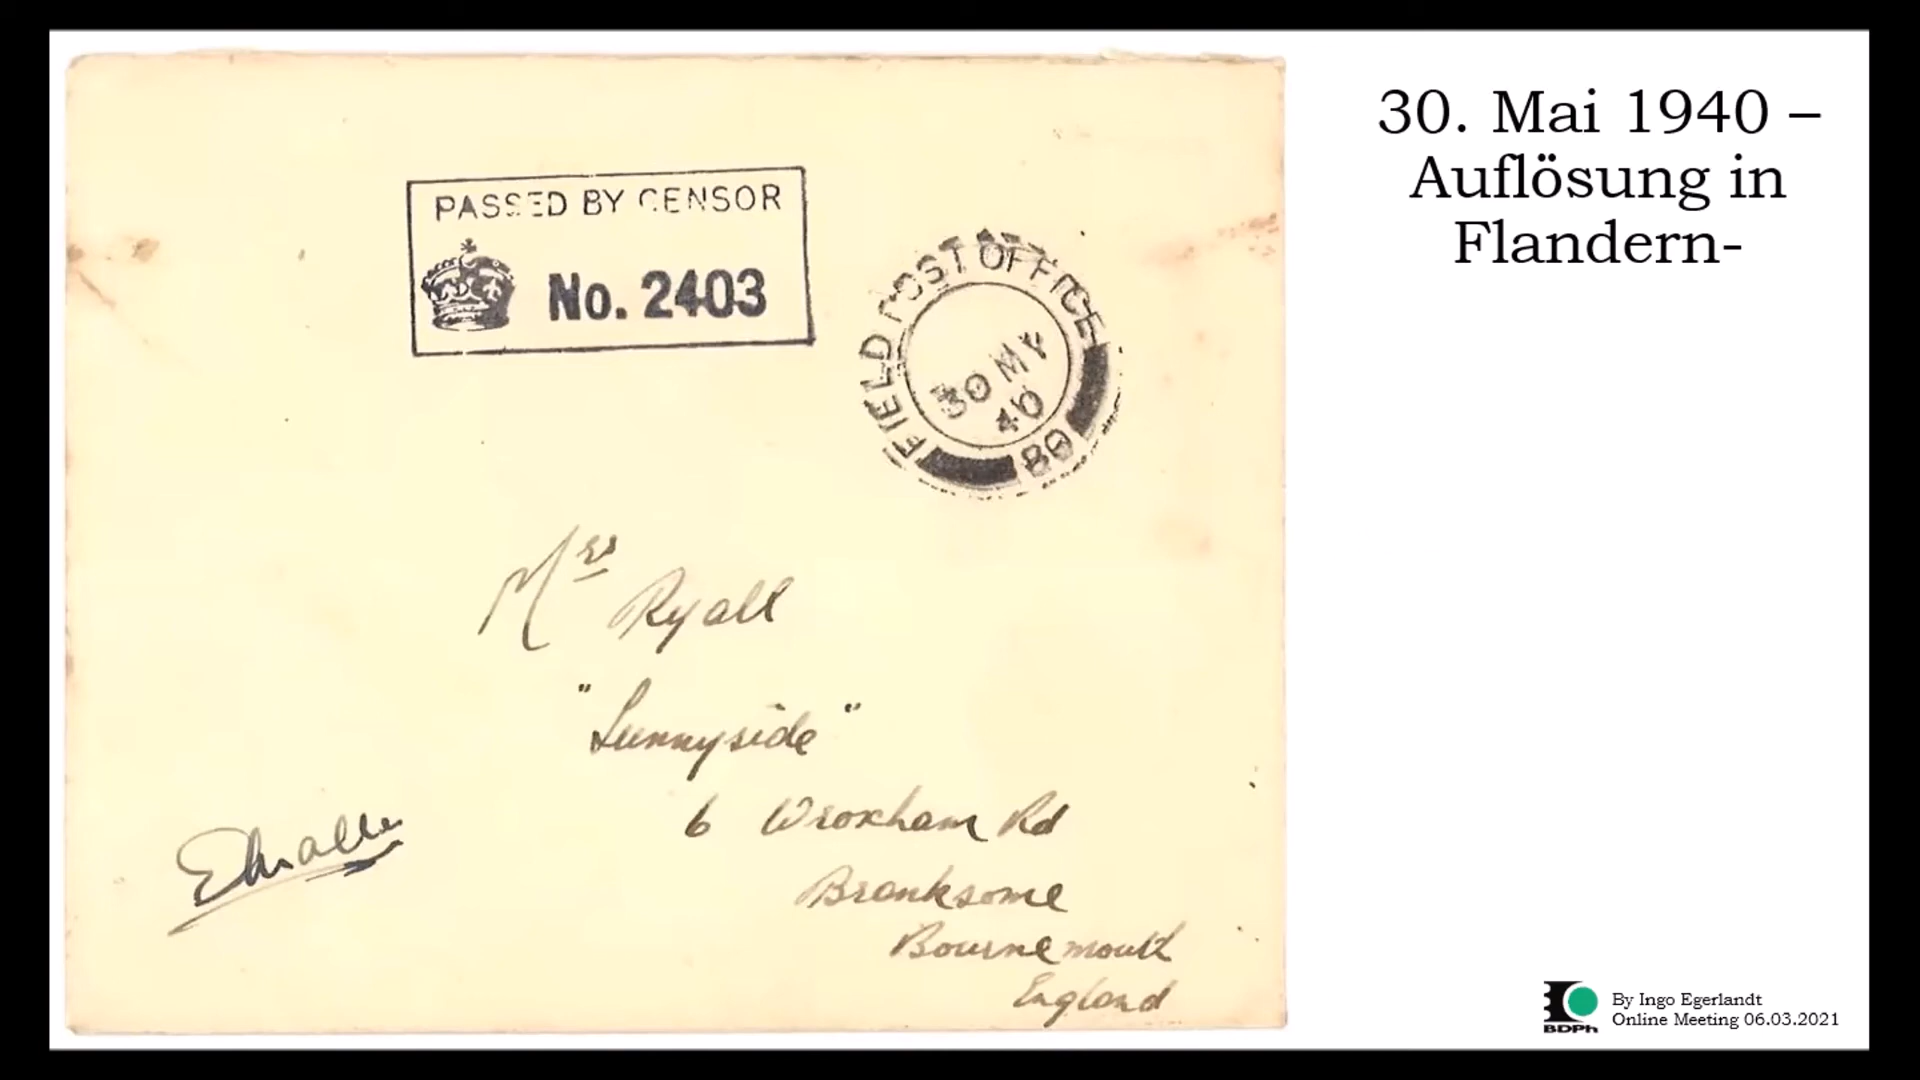 30. Mai 1940 –
Auflösung in
Flandern-
PASSED BY CENSOR
No. 2403
FIELD POST OFFICE
30 MY
40
Mrs Ryall
"Sunnyside"
6 Wroxham Rd
Branksome
Bournemouth
England
BDPh
By Ingo Egerlandt
Online Meeting 06.03.2021